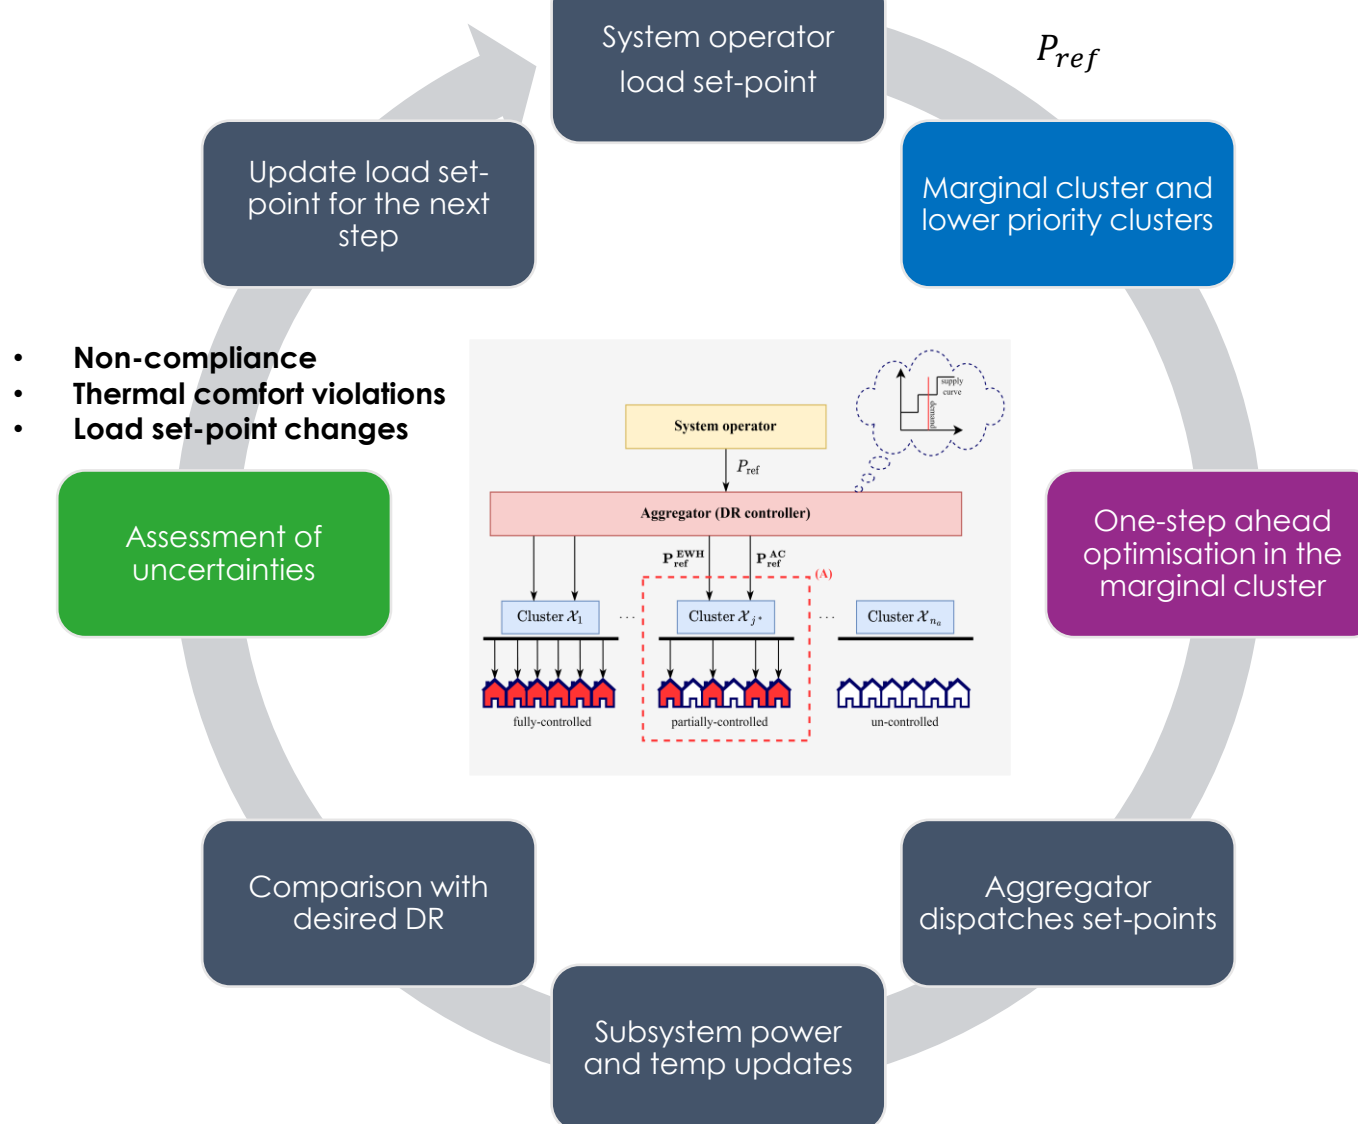 System operator
load set-point
P_ref
Marginal cluster and
lower priority clusters
One-step ahead
optimisation in the
marginal cluster
Aggregator
dispatches set-points
Subsystem power
and temp updates
Comparison with
desired DR
Assessment of
uncertainties
• Non-compliance
• Thermal comfort violations
• Load set-point changes
Update load set-
point for the next
step
supply
curve
demand
System operator
P_ref
Aggregator (DR controller)
P_ref^EWH P_ref^AC
(A)
Cluster 𝒳_1 ... Cluster 𝒳_{j*} ... Cluster 𝒳_{n_a}
fully-controlled partially-controlled un-controlled